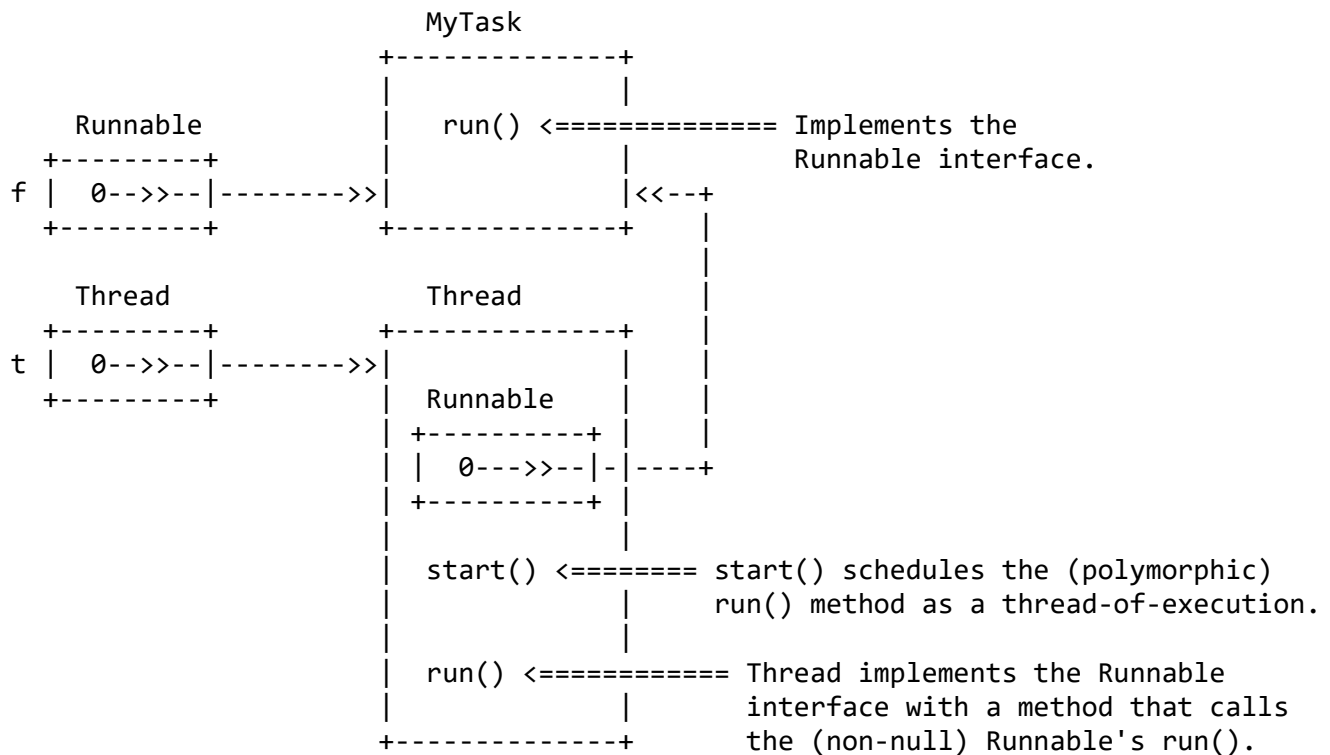 MyTask
+--------------+
| |
Runnable | run() <============== Implements the
+---------+ | | Runnable interface.
f | 0-->>--|-------->>| |<<--+
+---------+ +--------------+ |
|
Thread Thread |
+---------+ +--------------+ |
t | 0-->>--|-------->>| | |
+---------+ | Runnable | |
| +----------+ | |
| | 0--->>--|-|----+
| +----------+ |
| |
| start() <======== start() schedules the (polymorphic)
| | run() method as a thread-of-execution.
| |
| run() <============ Thread implements the Runnable
| | interface with a method that calls
+--------------+ the (non-null) Runnable's run().